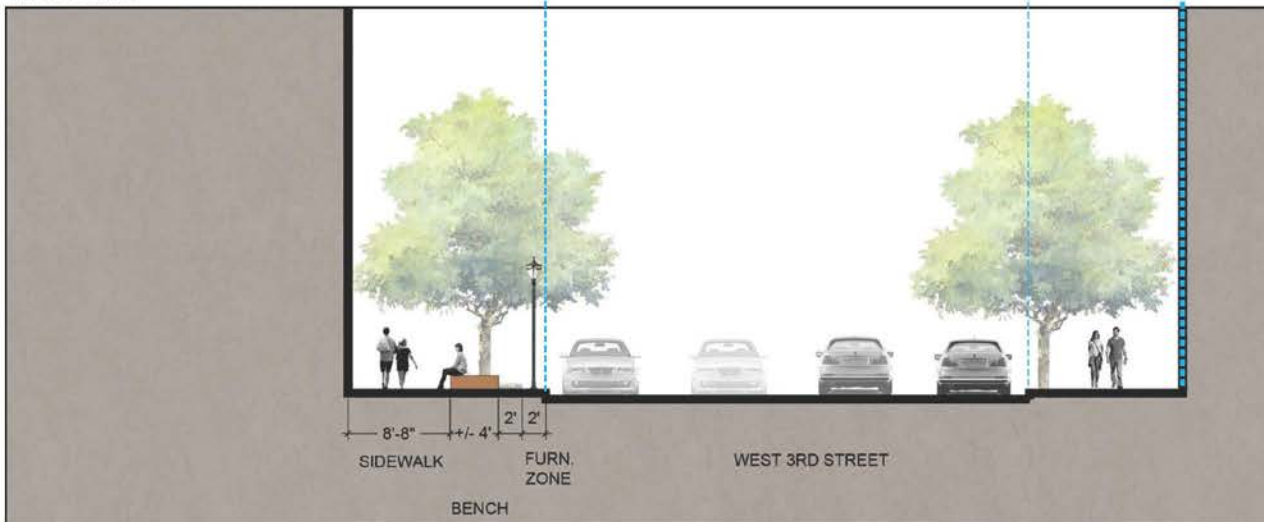 8'-8"
+/- 4'
2'
2'
SIDEWALK
FURN.
ZONE
WEST 3RD STREET
BENCH